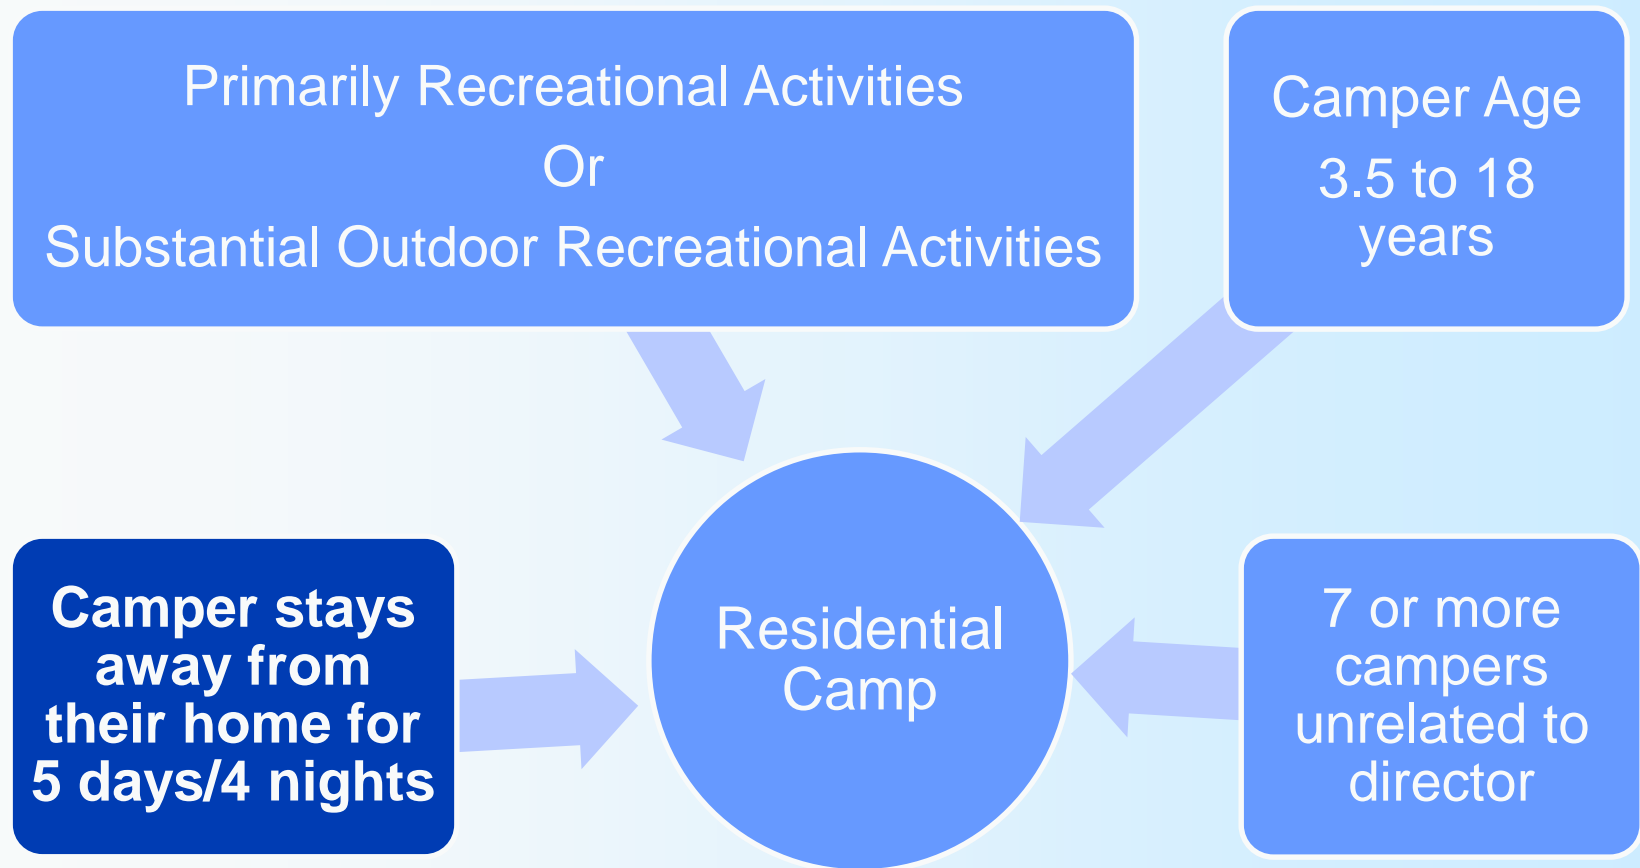 Primarily Recreational Activities
Or
Substantial Outdoor Recreational Activities
Camper Age
3.5 to 18
years
Camper stays
away from
their home for
5 days/4 nights
Residential
Camp
7 or more
campers
unrelated to
director